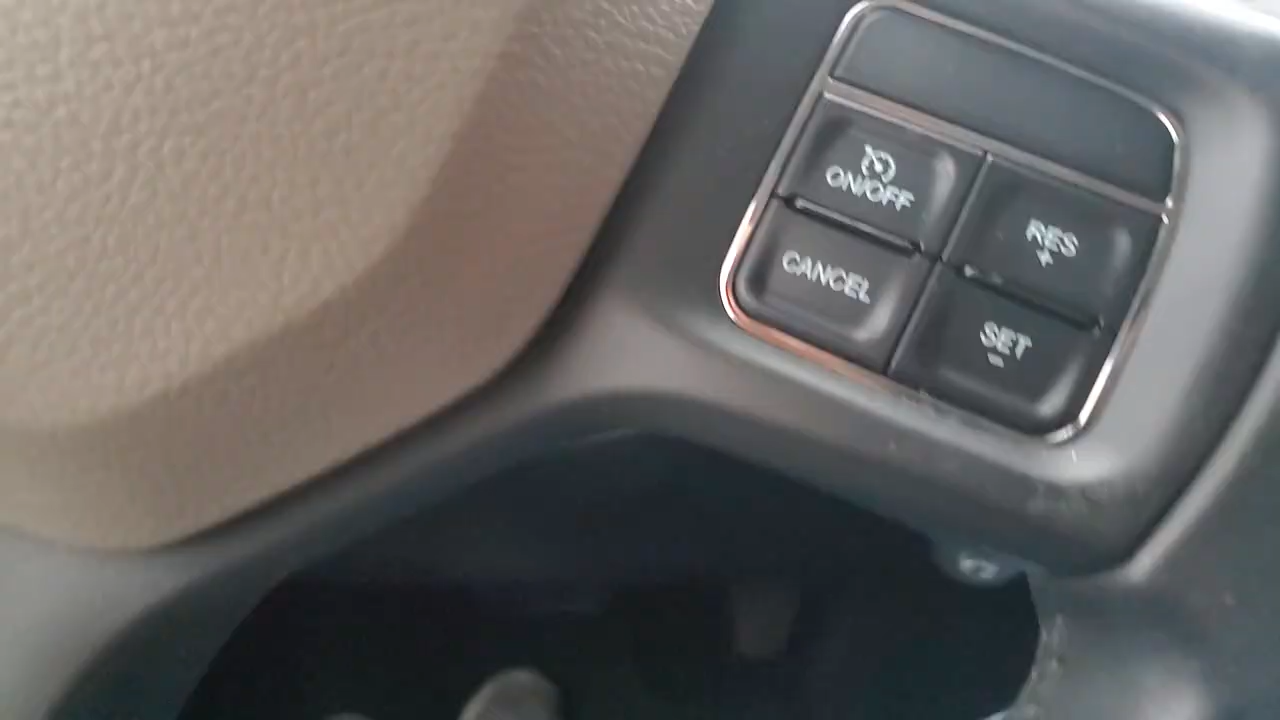 ON/OFF
RES
+
CANCEL
SET
-